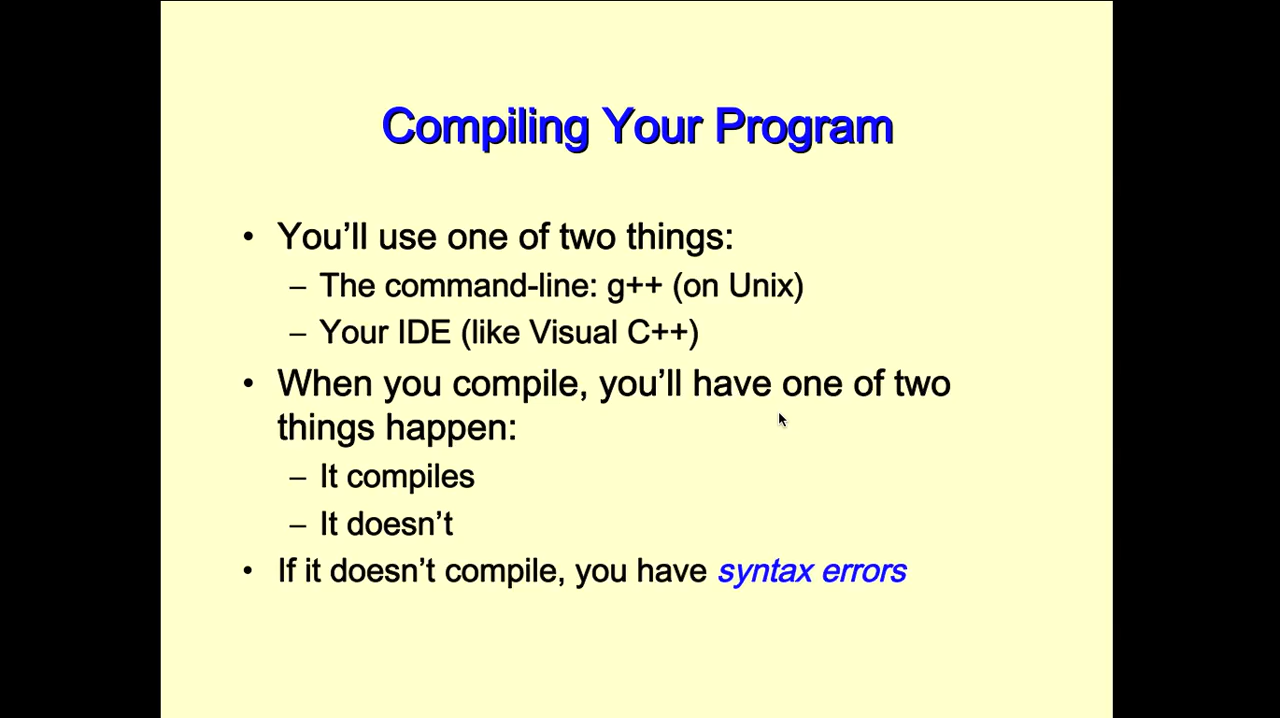 Compiling Your Program
• You’ll use one of two things:
– The command-line: g++ (on Unix)
– Your IDE (like Visual C++)
• When you compile, you’ll have one of two
things happen:
– It compiles
– It doesn’t
• If it doesn’t compile, you have syntax errors